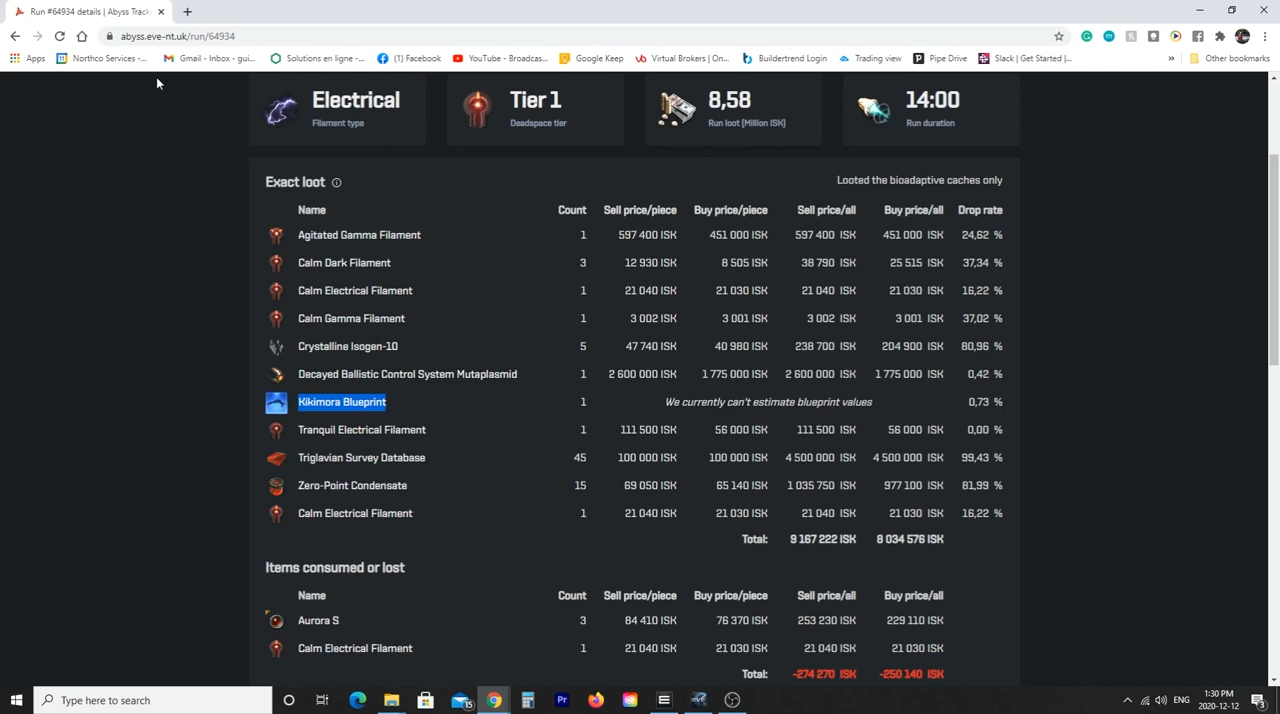 Run #64934 details | Abyss Track
abyss.eve-nt.uk/run/64934
Apps Northco Services -... Gmail - Inbox - gui... Solutions en ligne -... (1) Facebook YouTube - Broadcas... Google Keep Virtual Brokers | On... Buildertrend Login Trading view Pipe Drive Slack | Get Started |... » Other bookmarks
Electrical Tier 1 8,58 14:00
Filament type Deadspace tier Run loot (Million ISK) Run duration
Exact loot Looted the bioadaptive caches only
Name Count Sell price/piece Buy price/piece Sell price/all Buy price/all Drop rate
Agitated Gamma Filament 1 597 400 ISK 451 000 ISK 597 400 ISK 451 000 ISK 24,62 %
Calm Dark Filament 3 12 930 ISK 8 505 ISK 38 790 ISK 25 515 ISK 37,34 %
Calm Electrical Filament 1 21 040 ISK 21 030 ISK 21 040 ISK 21 030 ISK 16,22 %
Calm Gamma Filament 1 3 002 ISK 3 001 ISK 3 002 ISK 3 001 ISK 37,02 %
Crystalline Isogen-10 5 47 740 ISK 40 980 ISK 238 700 ISK 204 900 ISK 80,96 %
Decayed Ballistic Control System Mutaplasmid 1 2 600 000 ISK 1 775 000 ISK 2 600 000 ISK 1 775 000 ISK 0,42 %
Kikimora Blueprint 1 We currently can't estimate blueprint values 0,73 %
Tranquil Electrical Filament 1 111 500 ISK 56 000 ISK 111 500 ISK 56 000 ISK 0,00 %
Triglavian Survey Database 45 100 000 ISK 100 000 ISK 4 500 000 ISK 4 500 000 ISK 99,43 %
Zero-Point Condensate 15 69 050 ISK 65 140 ISK 1 035 750 ISK 977 100 ISK 81,99 %
Calm Electrical Filament 1 21 040 ISK 21 030 ISK 21 040 ISK 21 030 ISK 16,22 %
Total: 9 167 222 ISK 8 034 576 ISK
Items consumed or lost
Name Count Sell price/piece Buy price/piece Sell price/all Buy price/all
Aurora S 3 84 410 ISK 76 370 ISK 253 230 ISK 229 110 ISK
Calm Electrical Filament 1 21 040 ISK 21 030 ISK 21 040 ISK 21 030 ISK
Total: -274 270 ISK -250 140 ISK
Type here to search 15 Pr ENG 1:30 PM
2020-12-12 3